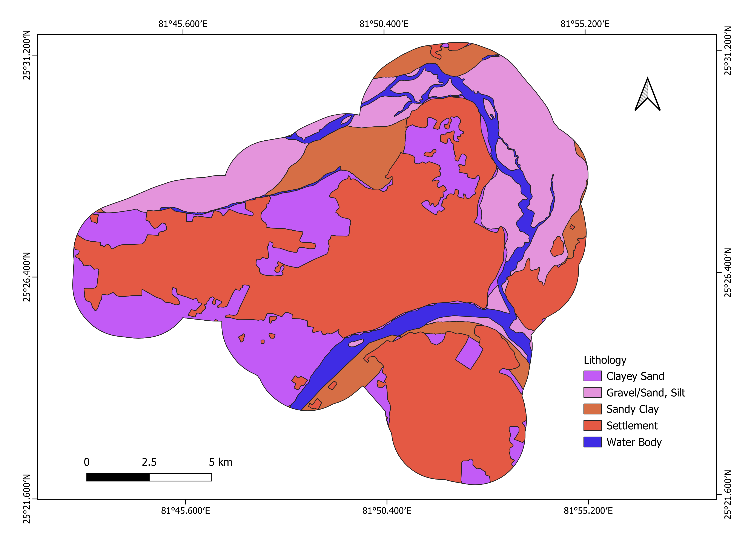 81°45.600'E 81°50.400'E 81°55.200'E
25°31.200'N
25°31.200'N
25°26.400'N
25°26.400'N
Lithology
Clayey Sand
Gravel/Sand, Silt
Sandy Clay
Settlement
Water Body
0 2.5 5 km
25°21.600'N
25°21.600'N
81°45.600'E 81°50.400'E 81°55.200'E